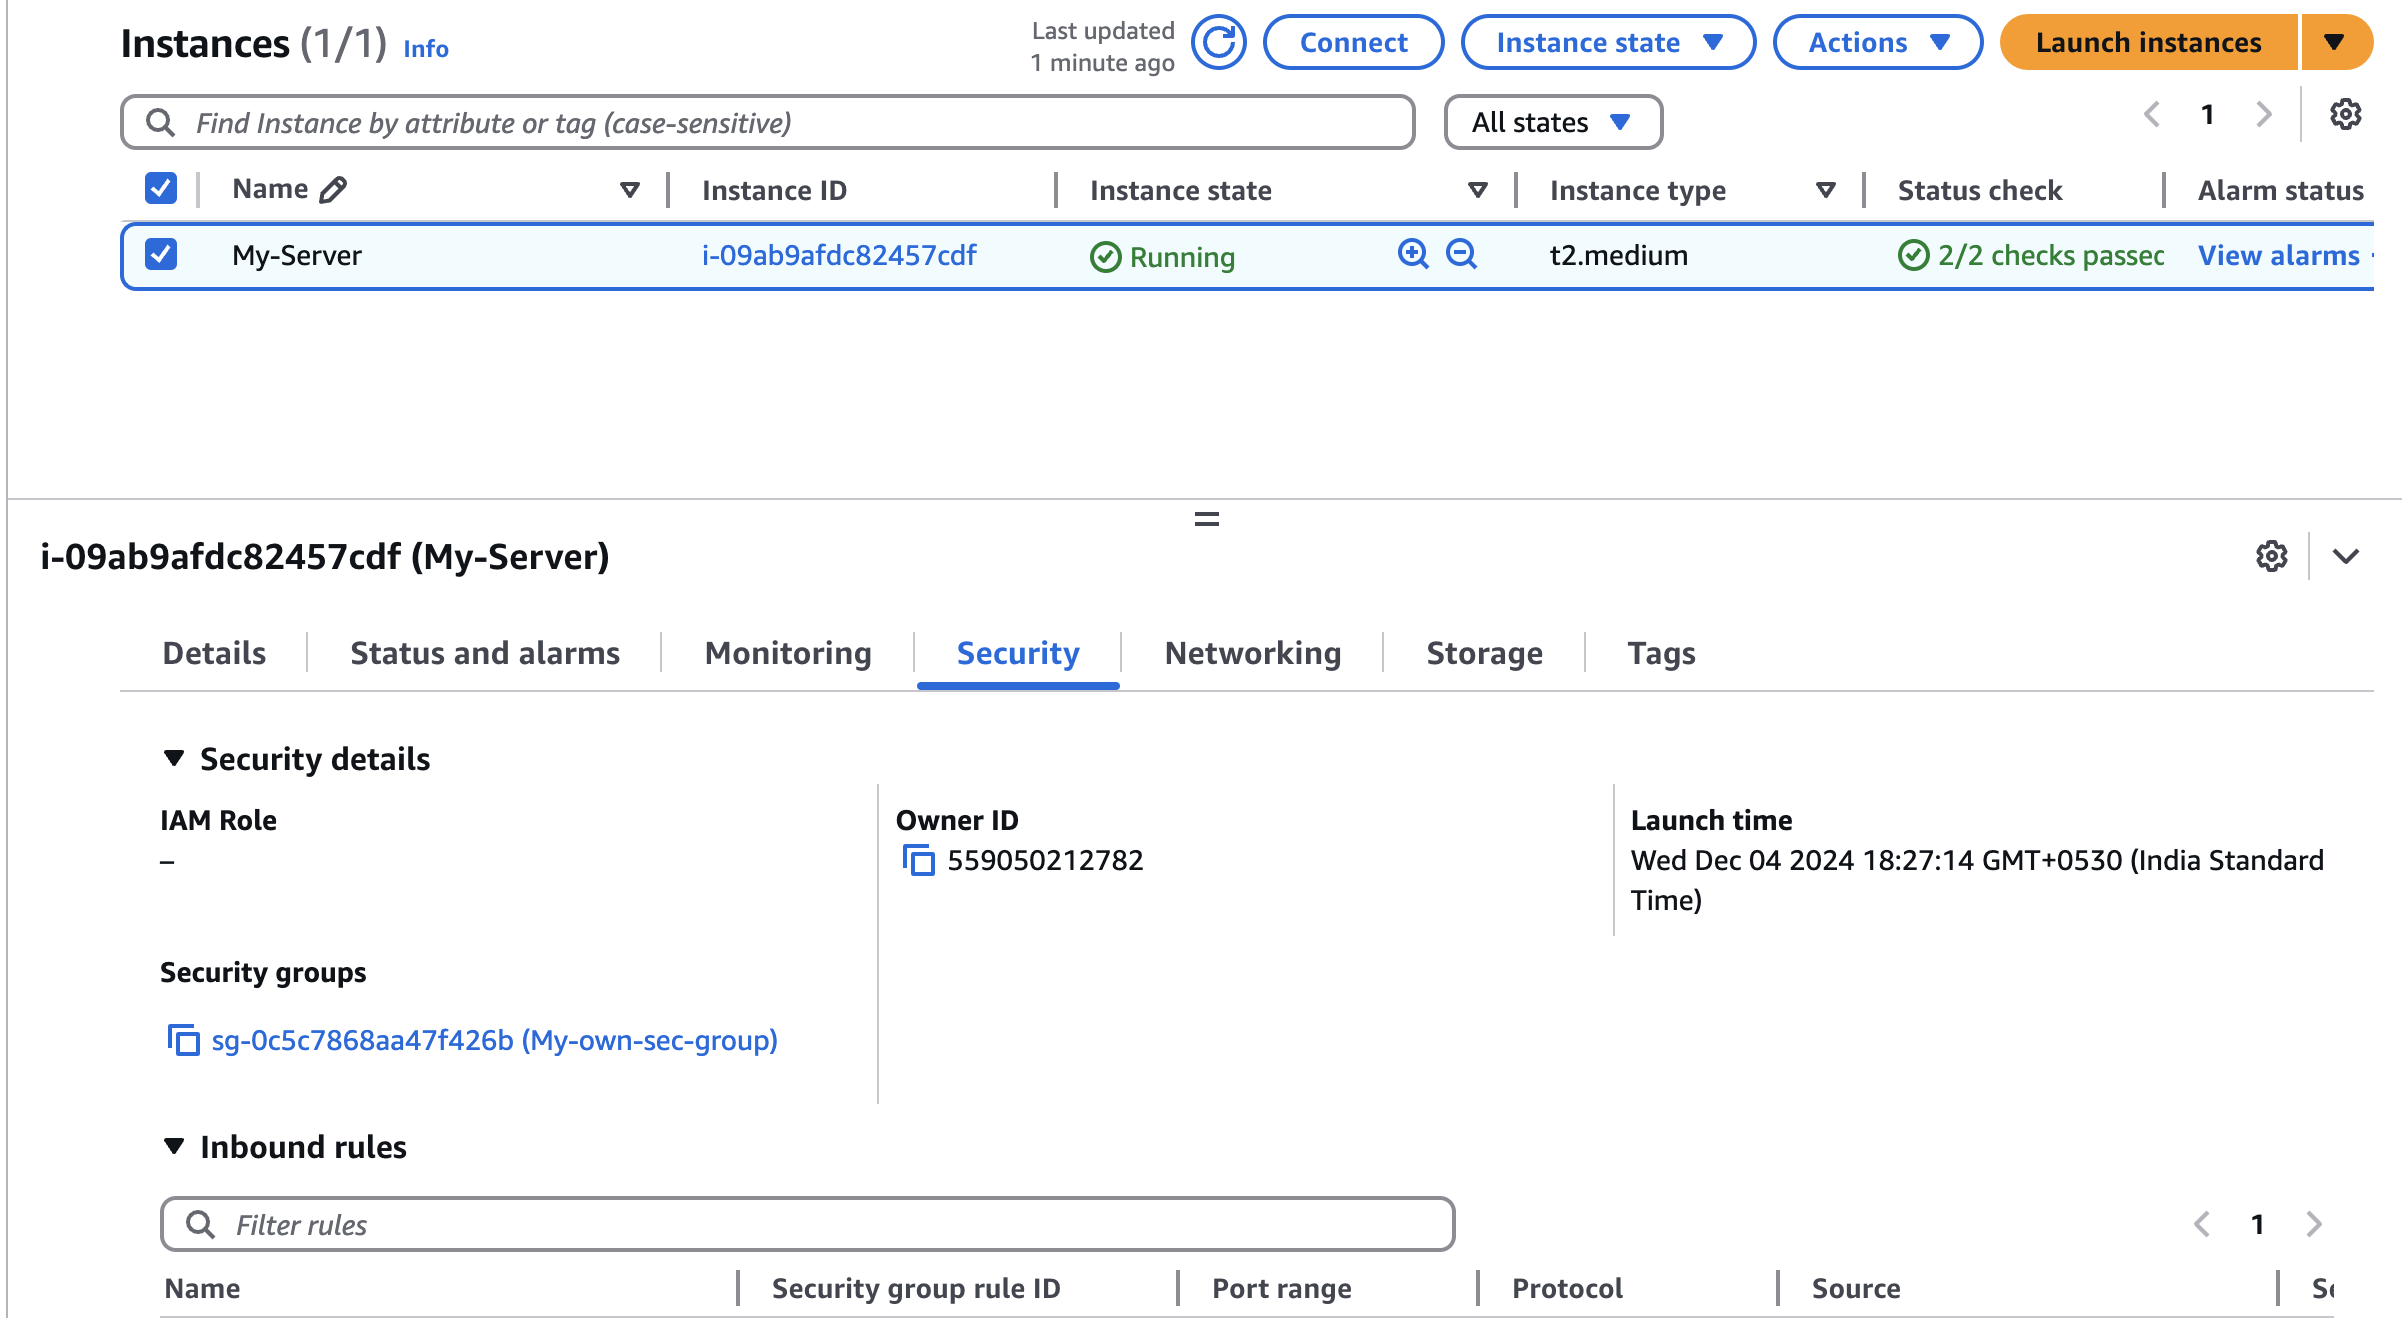 Instances (1/1) Info
Last updated
1 minute ago
Connect
Instance state
Actions
Launch instances
Find Instance by attribute or tag (case-sensitive)
All states
1
Name Instance ID Instance state Instance type Status check Alarm status
My-Server i-09ab9afdc82457cdf Running t2.medium 2/2 checks View alarms
i-09ab9afdc82457cdf (My-Server)
Details Status and alarms Monitoring Security Networking Storage Tags
Security details
IAM Role
–
Owner ID
559050212782
Launch time
Wed Dec 04 2024 18:27:14 GMT+0530 (India Standard
Time)
Security groups
sg-0c5c7868aa47f426b (My-own-sec-group)
Inbound rules
Filter rules
1
Name Security group rule ID Port range Protocol Source